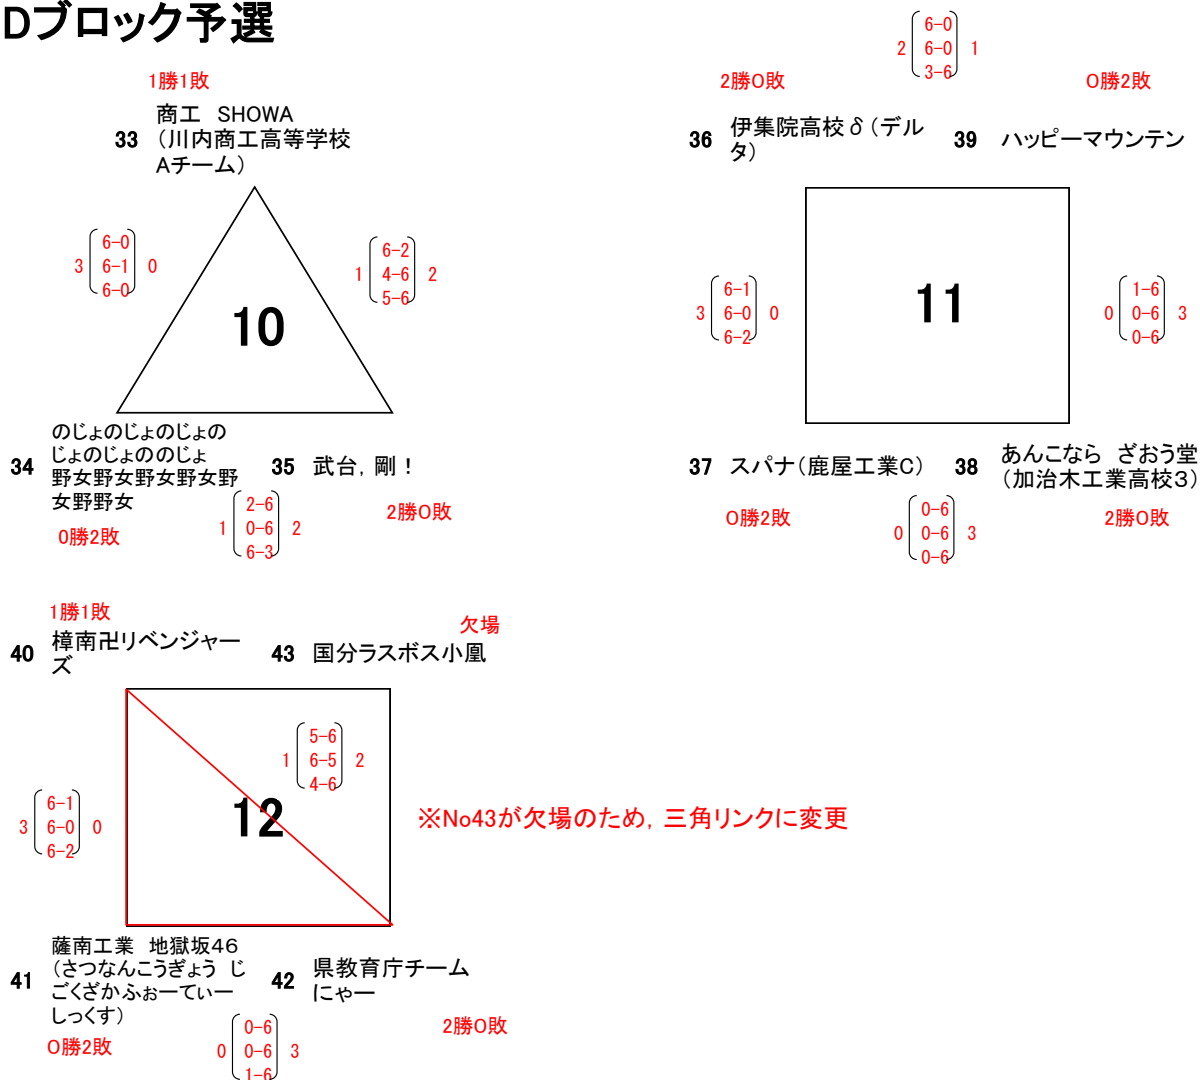 Dブロック予選
1勝1敗
33
商工　SHOWA
（川内商工高等学校
Aチーム）
3
6-0
6-1
6-0
0
1
6-2
4-6
5-6
2
10
34
のじょのじょのじょの
じょのじょののじょ
野女野女野女野女野
女野野女
0勝2敗
35
武台，剛！
2勝0敗
1
2-6
0-6
6-3
2
2
6-0
6-0
3-6
1
2勝0敗
0勝2敗
36
伊集院高校δ（デル
タ）
39
ハッピーマウンテン
3
6-1
6-0
6-2
0
11
0
1-6
0-6
0-6
3
37
スパナ（鹿屋工業C）
38
あんこなら　ざおう堂
（加治木工業高校3）
0勝2敗
0
0-6
0-6
0-6
3
2勝0敗
1勝1敗
40
樟南卍リベンジャー
ズ
欠場
43
国分ラスボス小凰
1
5-6
6-5
4-6
2
3
6-1
6-0
6-2
0
12
※No43が欠場のため，三角リンクに変更
41
薩南工業　地獄坂46
（さつなんこうぎょう　じ
ごくざかふぉーてぃー
しっくす）
0勝2敗
42
県教育庁チーム
にゃー
2勝0敗
0
0-6
0-6
1-6
3